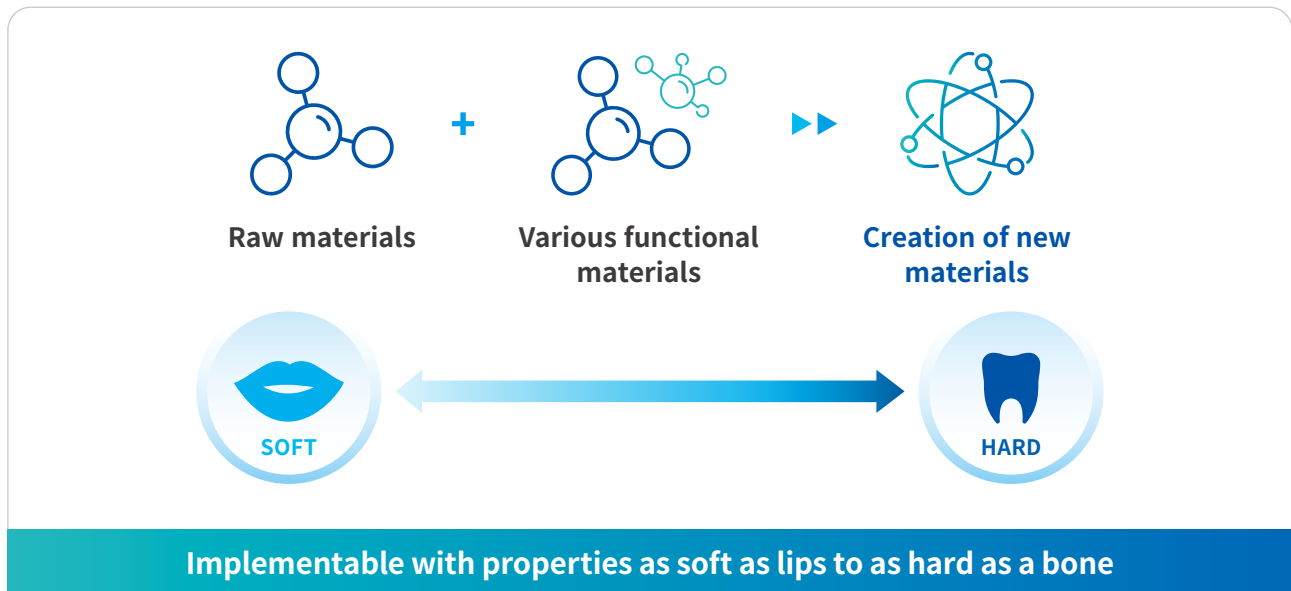 +
Raw materials
Various functional
materials
Creation of new
materials
SOFT
HARD
Implementable with properties as soft as lips to as hard as a bone